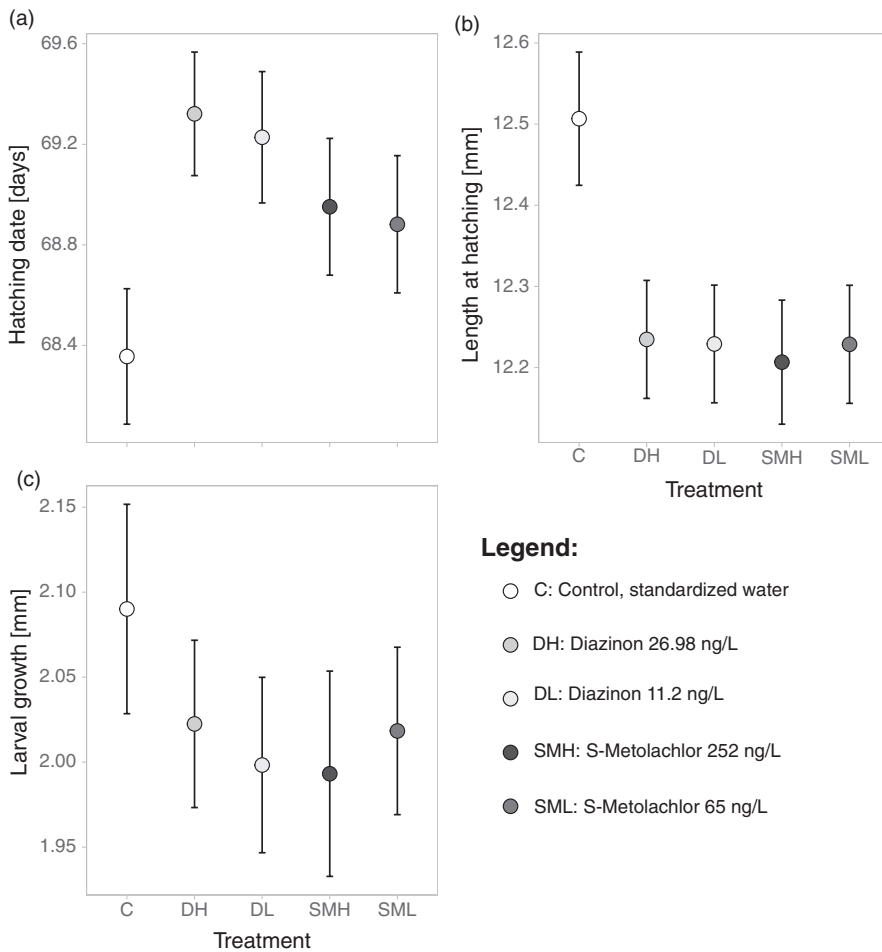 (a)
69.6
69.2
68.8
68.4
Hatching date [days]
(b)
12.6
12.5
12.4
12.3
12.2
Length at hatching [mm]
C DH DL SMH SML
Treatment
(c)
2.15
2.10
2.05
2.00
1.95
Larval growth [mm]
C DH DL SMH SML
Treatment
Legend:
C: Control, standardized water
DH: Diazinon 26.98 ng/L
DL: Diazinon 11.2 ng/L
SMH: S-Metolachlor 252 ng/L
SML: S-Metolachlor 65 ng/L